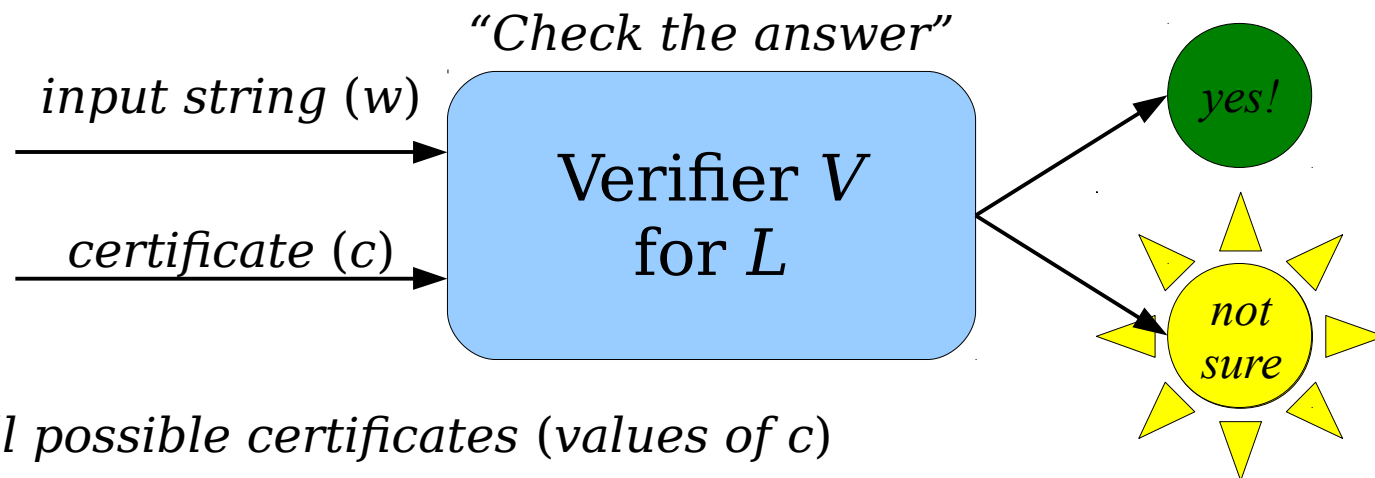 “Check the answer”
input string (w)
certificate (c)
Verifier V
for L
yes!
not
sure
possible certificates (values of c)